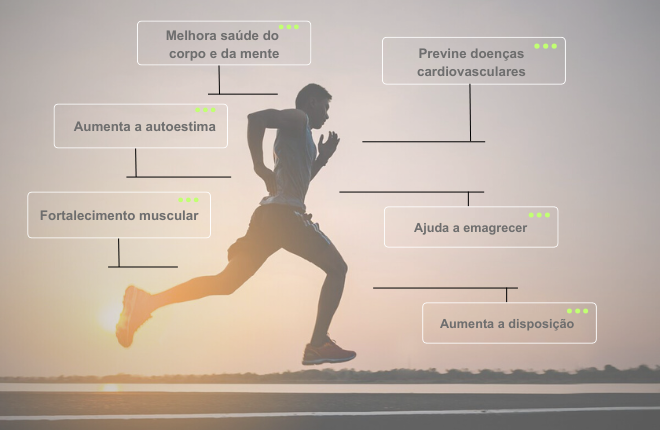 Melhora saúde do
corpo e da mente
Previne doenças
cardiovasculares
Aumenta a autoestima
Fortalecimento muscular
Ajuda a emagrecer
Aumenta a disposição